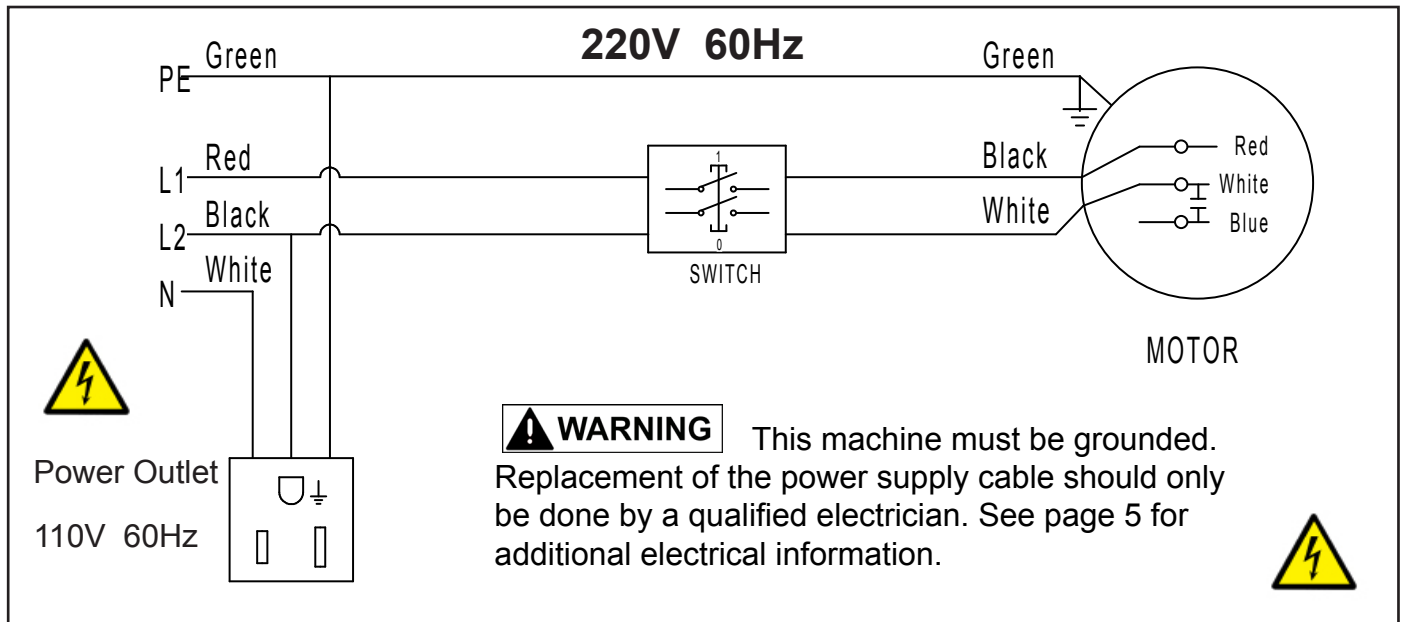 220V 60Hz
PE Green Green
L1 Red
L2 Black
N White
1
0
SWITCH
Black
White
Red
White
Blue
MOTOR
Power Outlet
110V 60Hz
WARNING This machine must be grounded.
Replacement of the power supply cable should only
be done by a qualified electrician. See page 5 for
additional electrical information.